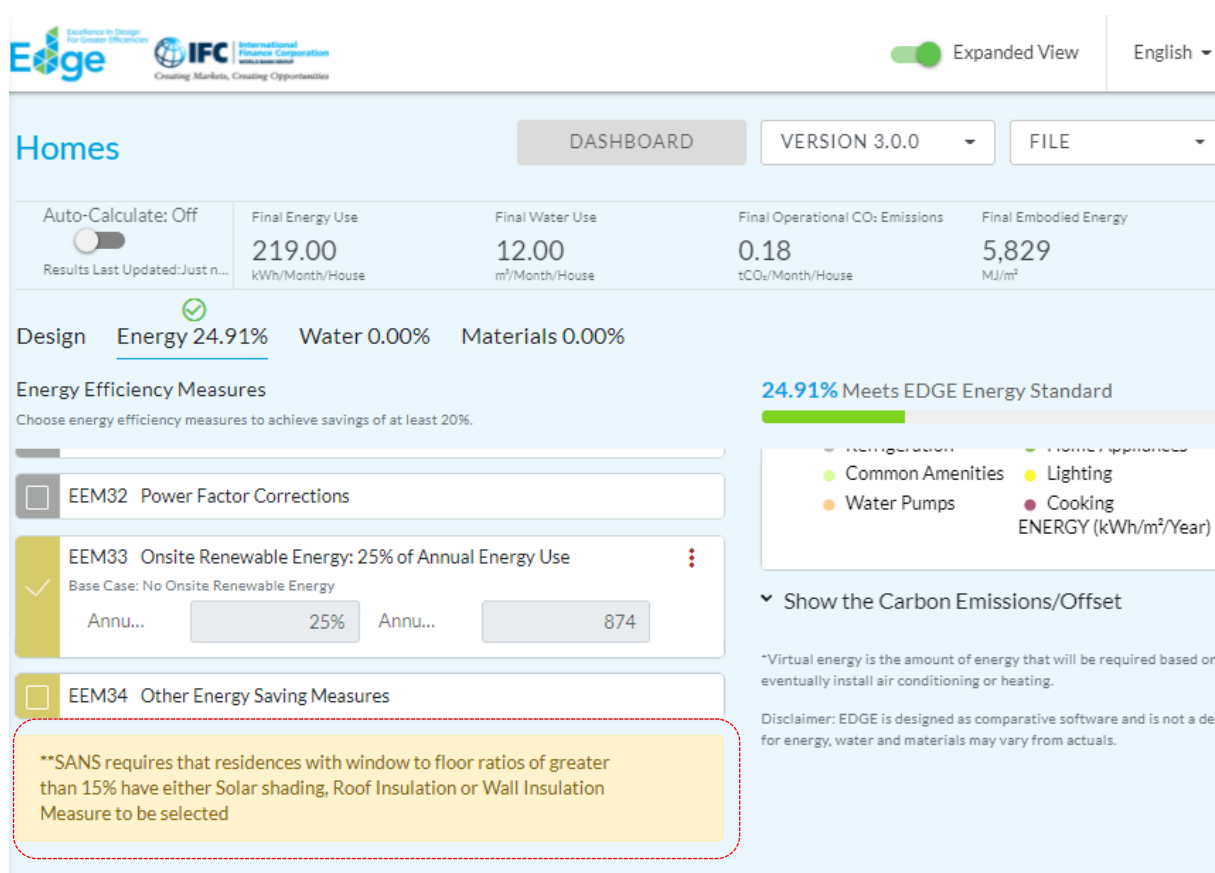 Excellence In Design
For Greater Efficiencies
Edge
IFC
International
Finance Corporation
WORLD BANK GROUP
Creating Markets, Creating Opportunities
Expanded View
English
Homes
DASHBOARD
VERSION 3.0.0
FILE
Auto-Calculate: Off
Results Last Updated:Just n...
Final Energy Use
219.00
kWh/Month/House
Final Water Use
12.00
m³/Month/House
Final Operational CO₂ Emissions
0.18
tCO₂/Month/House
Final Embodied Energy
5,829
MJ/m²
Design Energy 24.91% Water 0.00% Materials 0.00%
Energy Efficiency Measures
Choose energy efficiency measures to achieve savings of at least 20%.
24.91% Meets EDGE Energy Standard
EEM32 Power Factor Corrections
EEM33 Onsite Renewable Energy: 25% of Annual Energy Use
Base Case: No Onsite Renewable Energy
Annu... 25% Annu... 874
EEM34 Other Energy Saving Measures
**SANS requires that residences with window to floor ratios of greater
than 15% have either Solar shading, Roof Insulation or Wall Insulation
Measure to be selected
Refrigeration Home Appliances
Common Amenities Lighting
Water Pumps Cooking
ENERGY (kWh/m²/Year)
Show the Carbon Emissions/Offset
*Virtual energy is the amount of energy that will be required based on
eventually install air conditioning or heating.
Disclaimer: EDGE is designed as comparative software and is not a de
for energy, water and materials may vary from actuals.